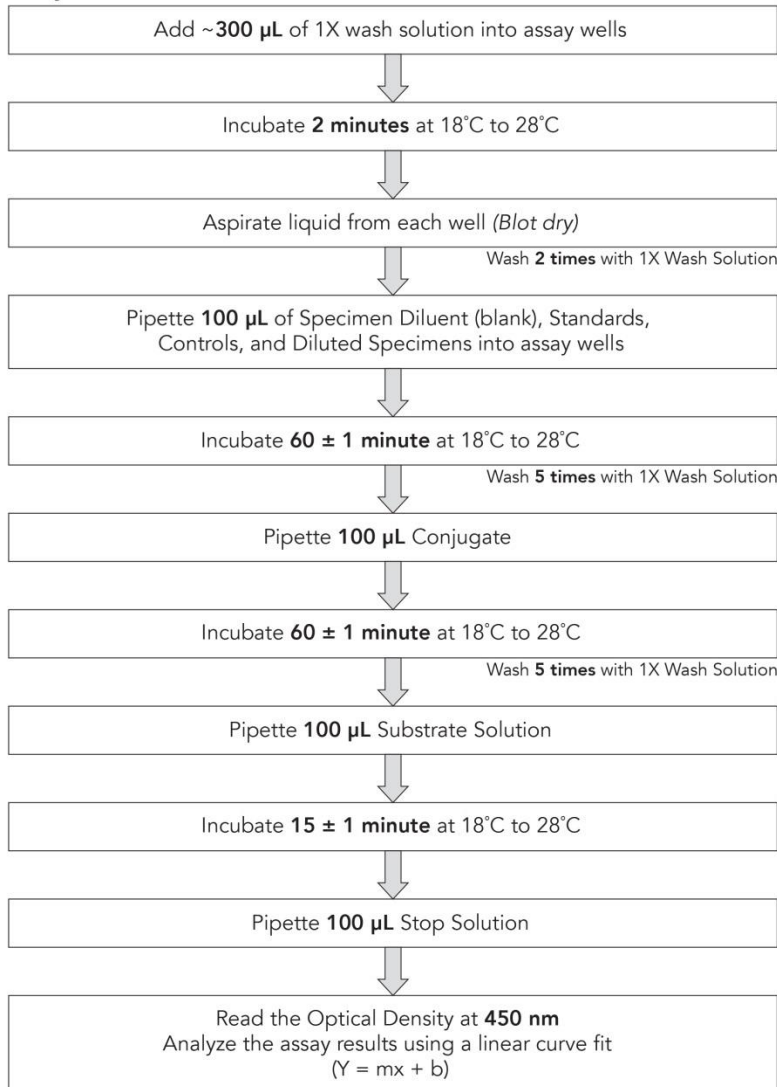 Add ~300 µL of 1X wash solution into assay wells
Incubate 2 minutes at 18˚C to 28˚C
Aspirate liquid from each well (Blot dry)
Wash 2 times with 1X Wash Solution
Pipette 100 µL of Specimen Diluent (blank), Standards,
Controls, and Diluted Specimens into assay wells
Incubate 60 ± 1 minute at 18˚C to 28˚C
Wash 5 times with 1X Wash Solution
Pipette 100 µL Conjugate
Incubate 60 ± 1 minute at 18˚C to 28˚C
Wash 5 times with 1X Wash Solution
Pipette 100 µL Substrate Solution
Incubate 15 ± 1 minute at 18˚C to 28˚C
Pipette 100 µL Stop Solution
Read the Optical Density at 450 nm
Analyze the assay results using a linear curve fit
(Y = mx + b)